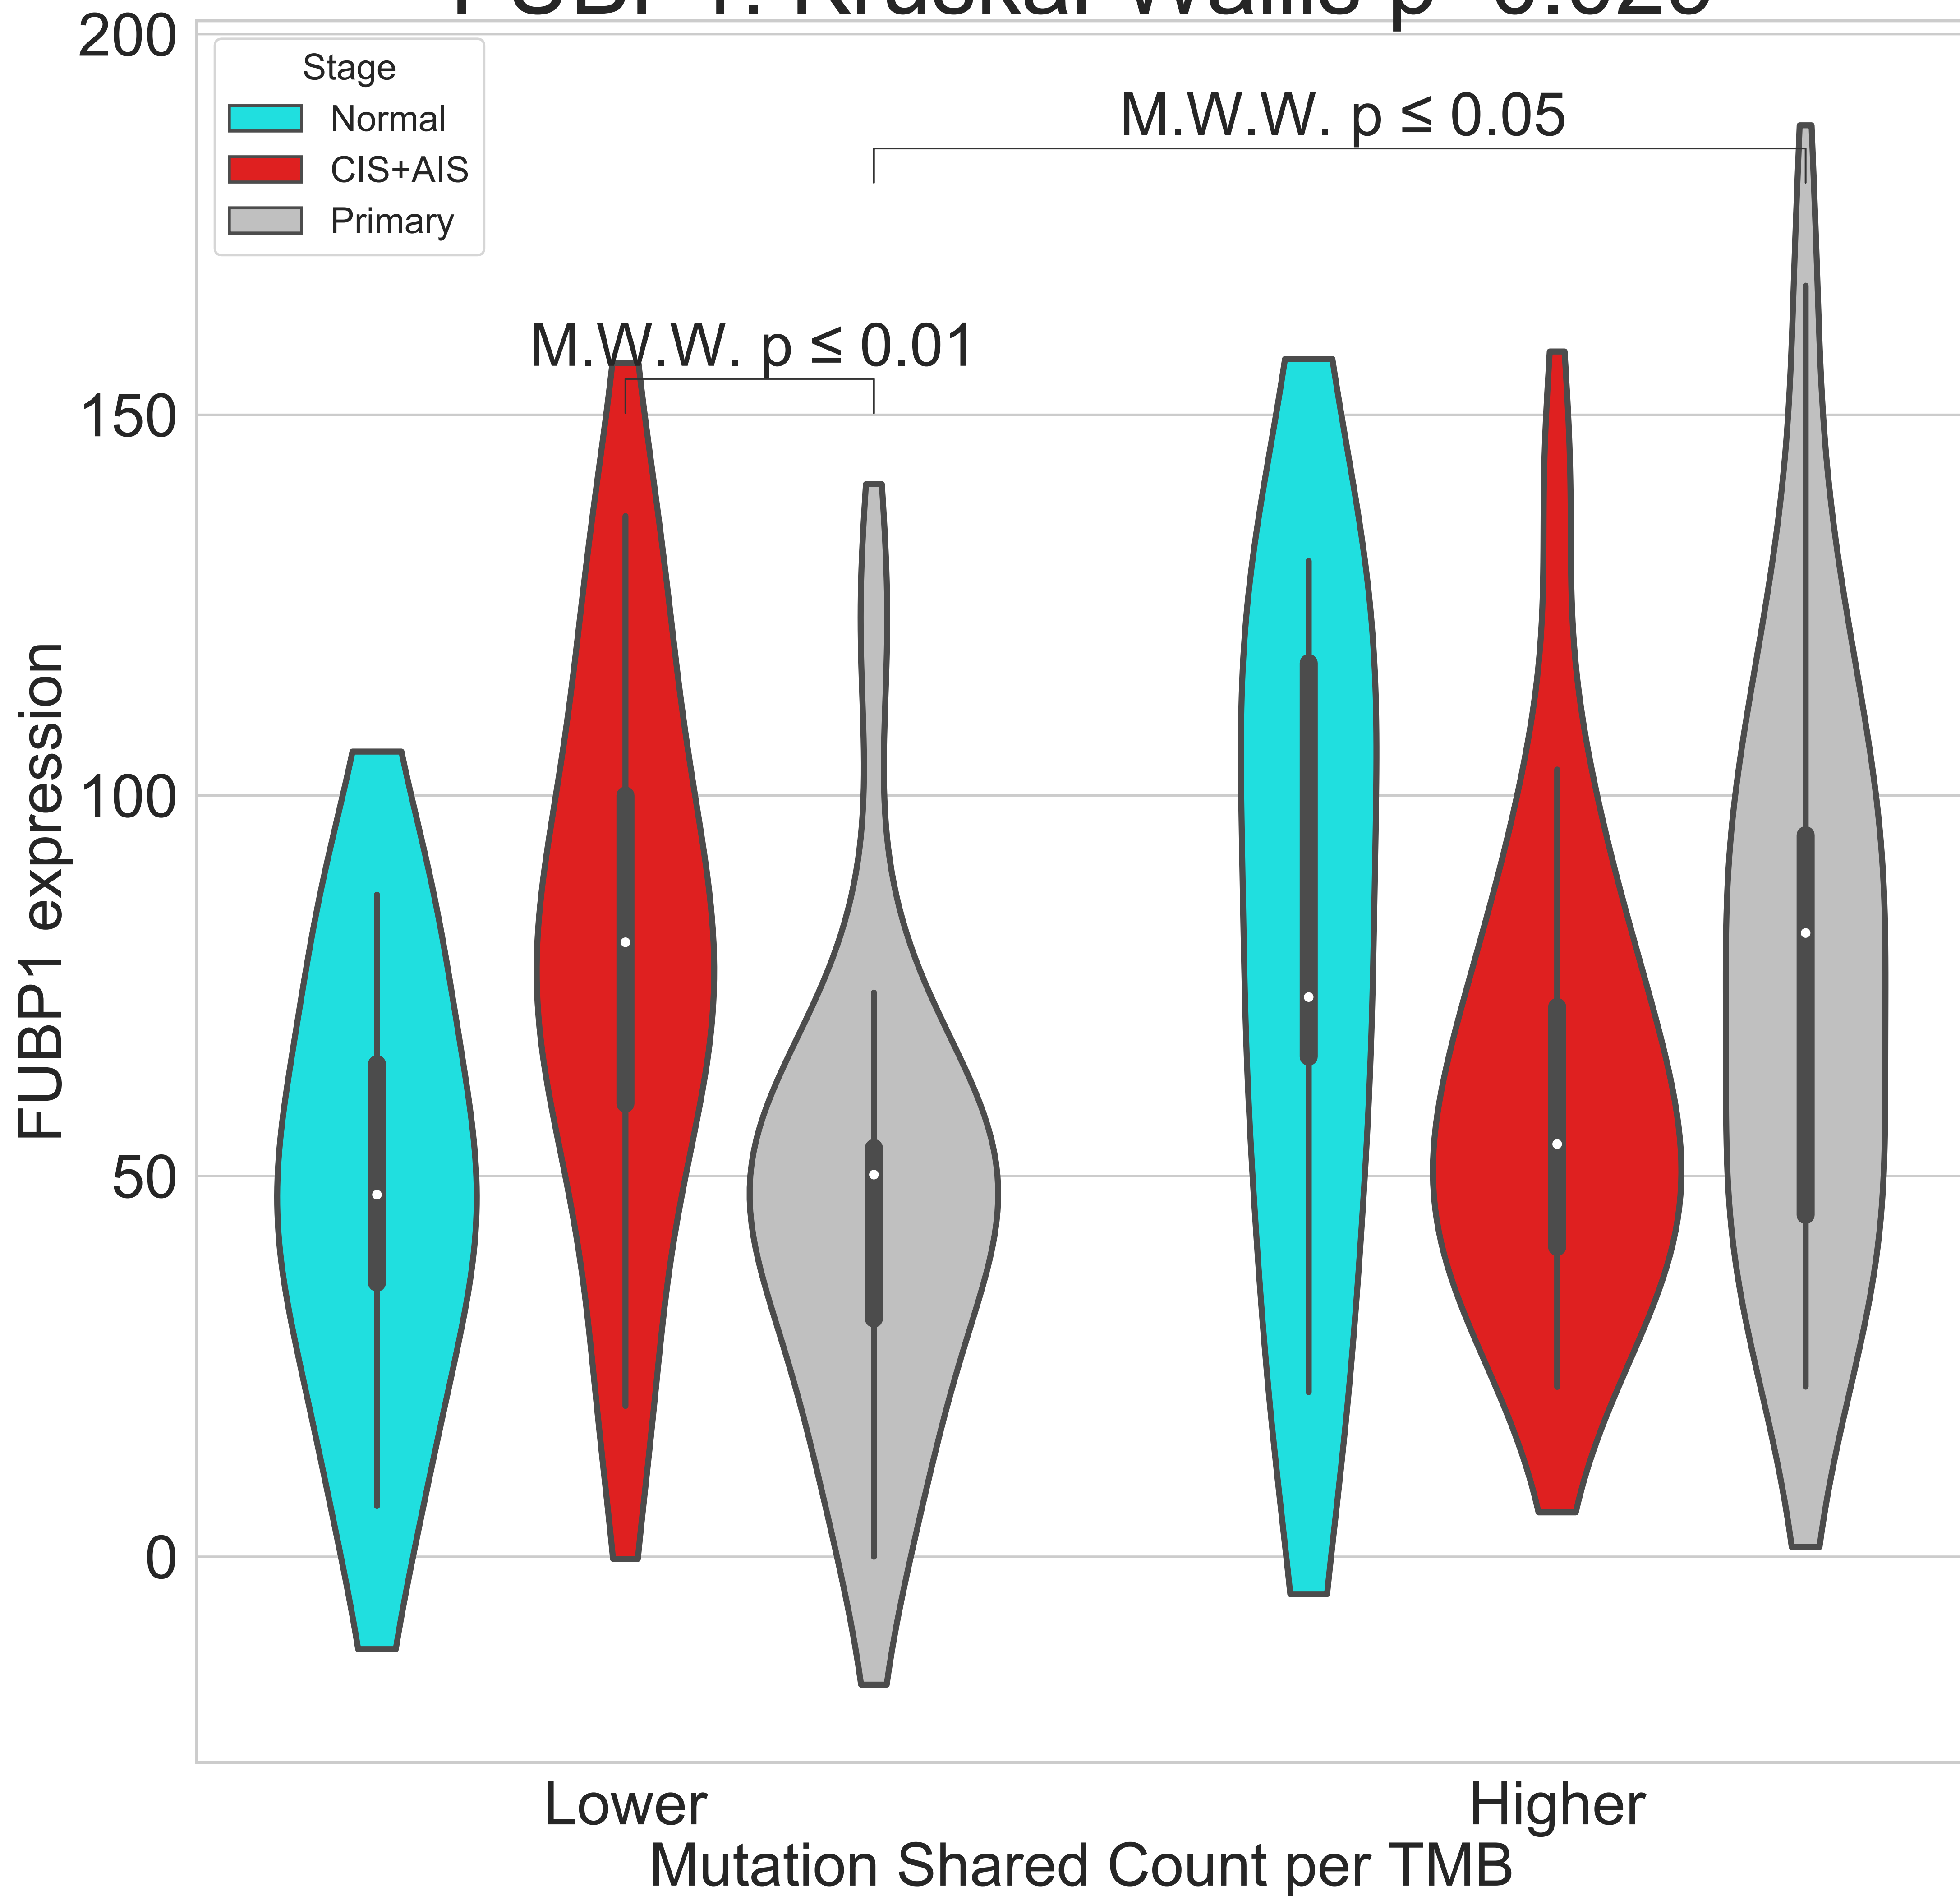 200
Stage
Normal
CIS+AIS
Primary
M.W.W. p ≤ 0.05
M.W.W. p ≤ 0.01
150
100
50
0
FUBP1 expression
Lower
Higher
Mutation Shared Count per TMB